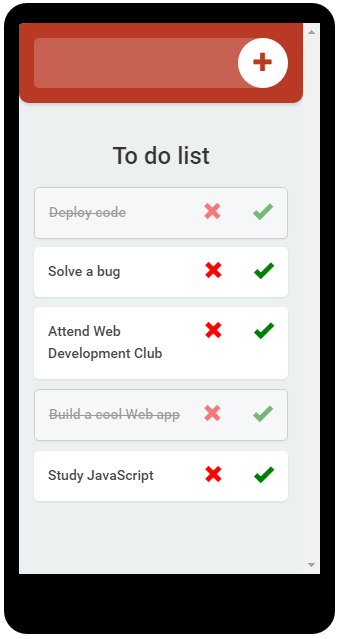 To do list
Deploy code
Solve a bug
Attend Web
Development Club
Build a cool Web app
Study JavaScript